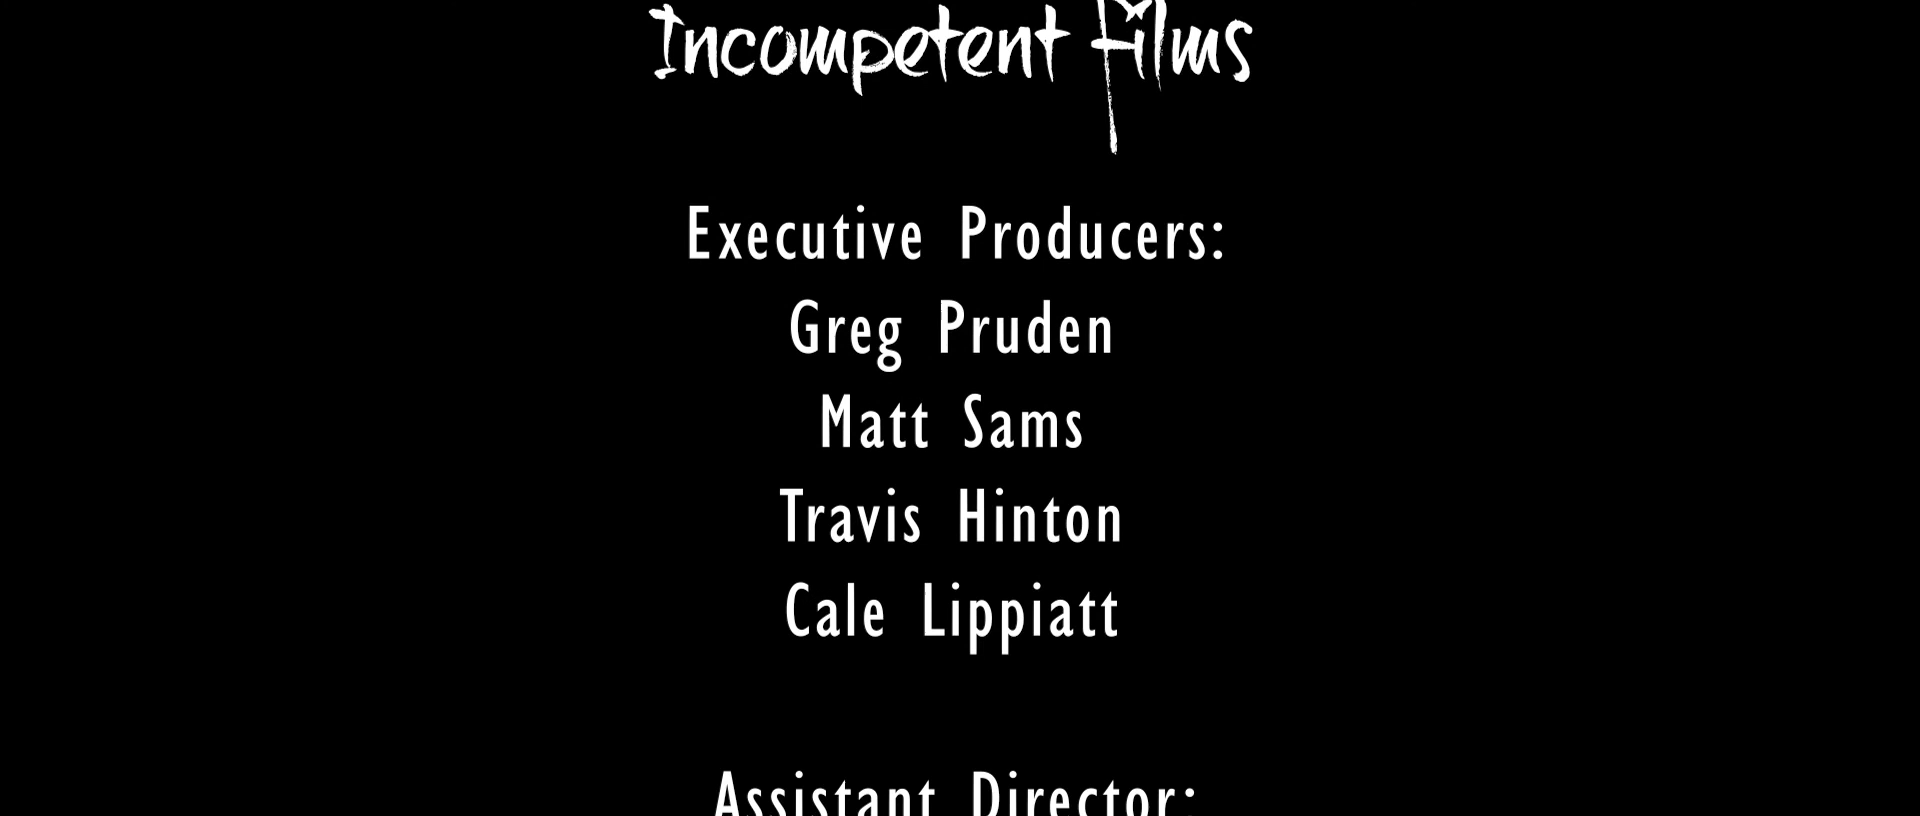 Incompetent Films
Executive Producers:
Greg Pruden
Matt Sams
Travis Hinton
Cale Lippiatt
Assistant Director: